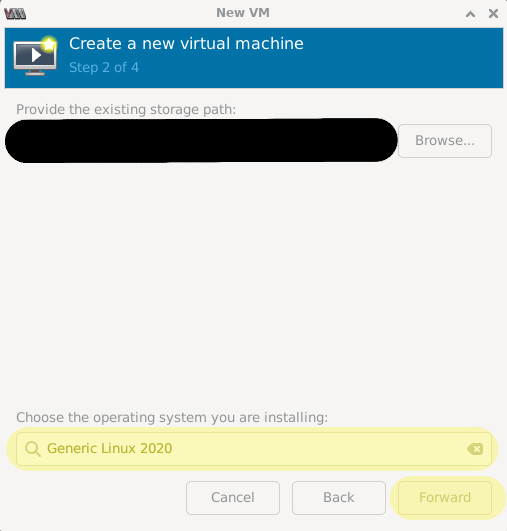 New VM
Create a new virtual machine
Step 2 of 4
Provide the existing storage path:
Browse...
Choose the operating system you are installing:
Generic Linux 2020
Cancel
Back
Forward